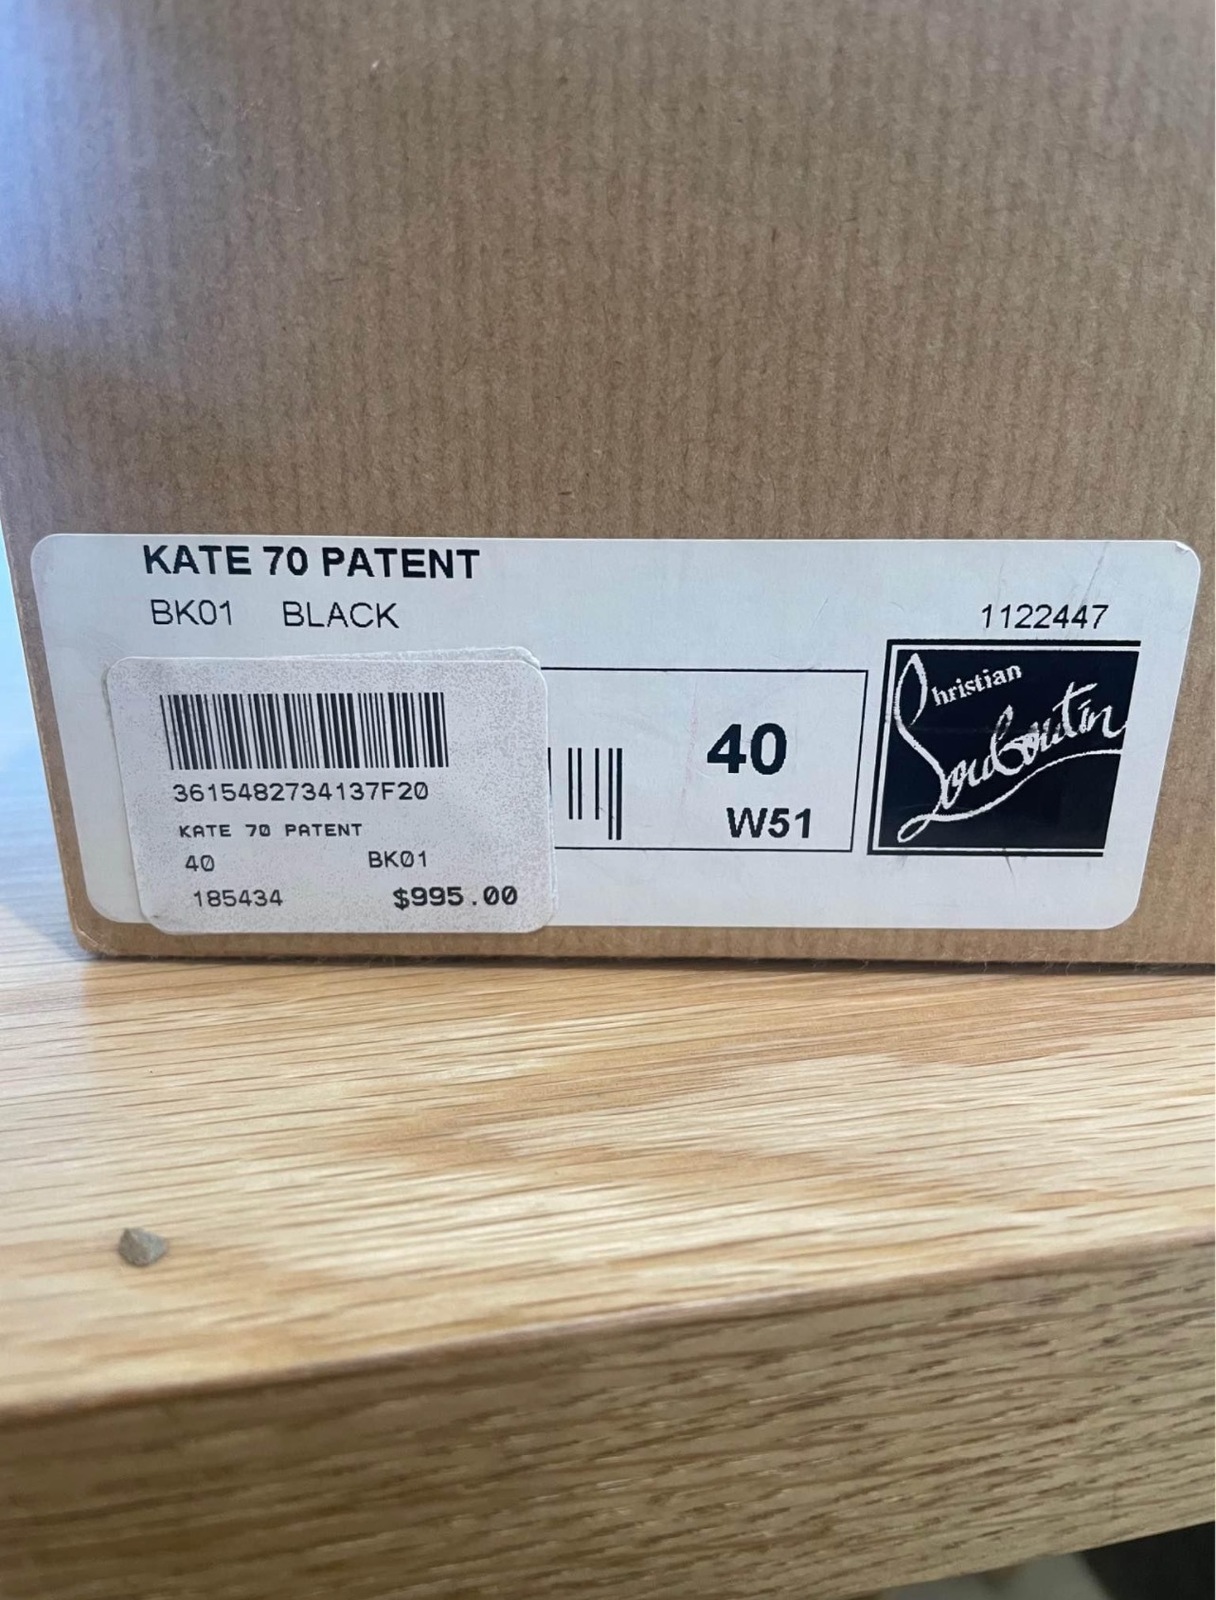 KATE 70 PATENT
BK01 BLACK
1122447
Christian
Louboutin
40
W51
3615482734137F20
KATE 70 PATENT
40 BK01
185434 $995.00